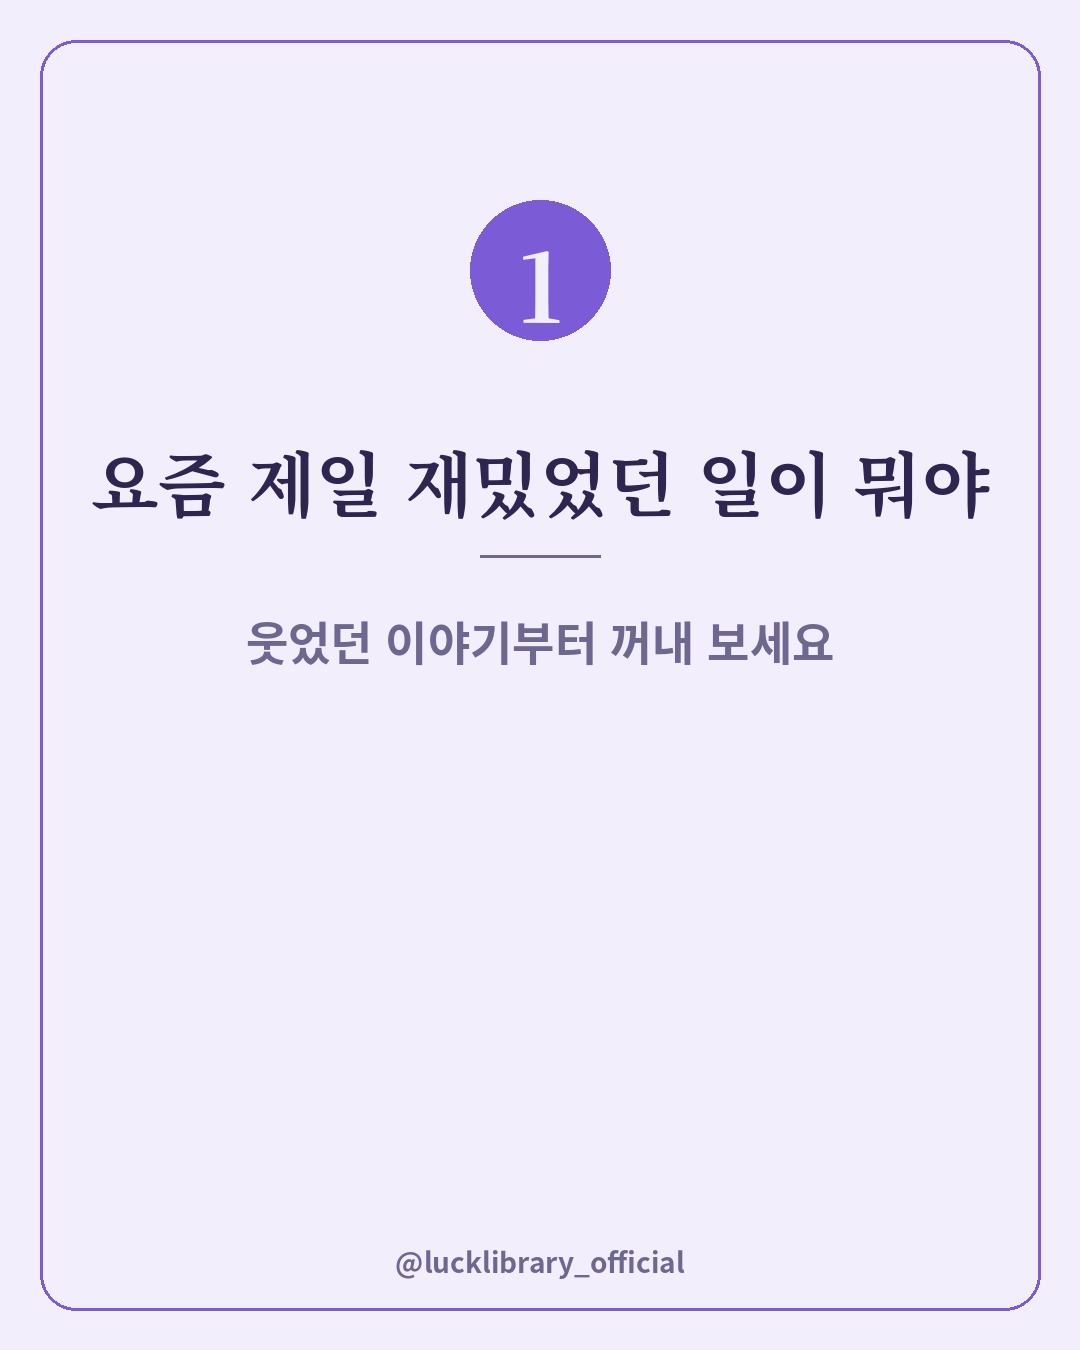 1
요즘 제일 재밌었던 일이 뭐야
웃었던 이야기부터 꺼내 보세요
@lucklibrary_official